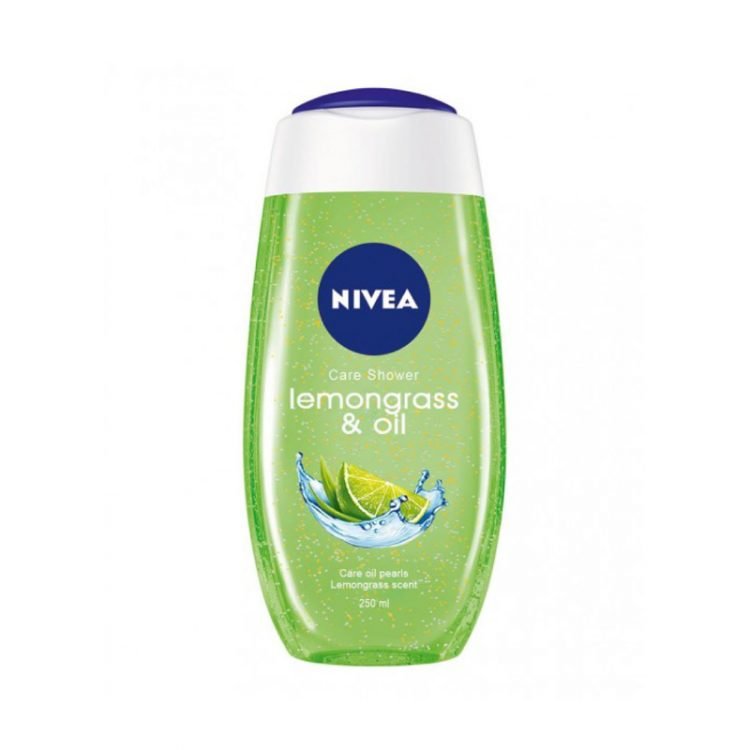 NIVEA
Care Shower
lemongrass
& oil
Care oil pearls
Lemongrass scent
250 ml